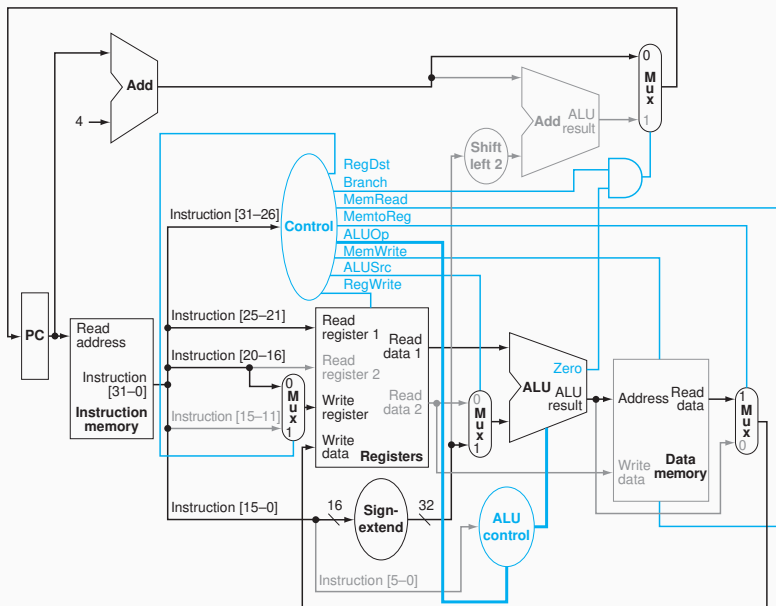 0
M
u
x
1
Add
4
Add
ALU
result
Shift
left 2
RegDst
Branch
MemRead
MemtoReg
ALUOp
MemWrite
ALUSrc
RegWrite
Control
Instruction [31–26]
Instruction [25–21]
Instruction [20–16]
Instruction [15–11]
Instruction [15–0]
PC
Read
address
Instruction
[31–0]
Instruction
memory
0
M
u
x
1
Read
register 1
Read
register 2
Write
register
Write
data
Read
data 1
Read
data 2
Registers
0
M
u
x
1
Zero
ALU
ALU
result
Address
Read
data
Write
data
Data
memory
1
M
u
x
0
16
Sign-
extend
32
ALU
control
Instruction [5–0]